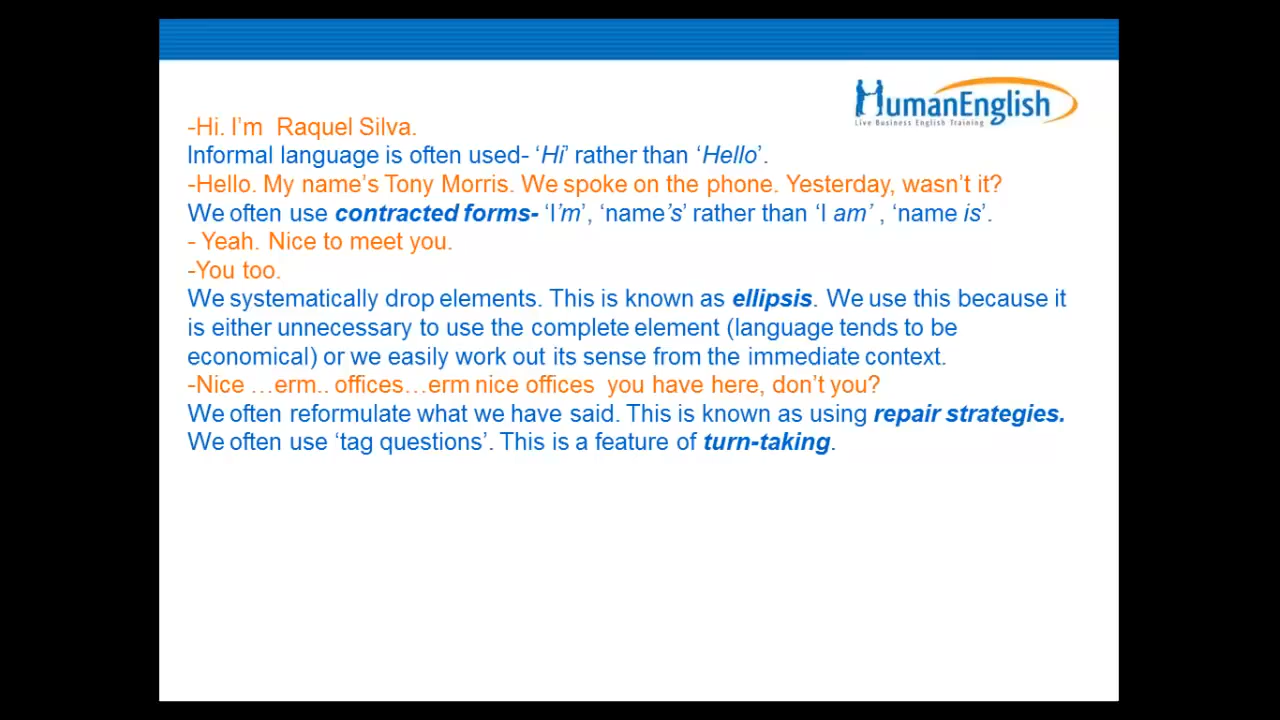 HumanEnglish
Live Business English Training
-Hi. I’m  Raquel Silva.
Informal language is often used- ‘Hi’ rather than ‘Hello’.
-Hello. My name’s Tony Morris. We spoke on the phone. Yesterday, wasn’t it?
We often use contracted forms- ‘I’m’, ‘name’s’ rather than ‘I am’ , ‘name is’.
- Yeah. Nice to meet you.
-You too.
We systematically drop elements. This is known as ellipsis. We use this because it
is either unnecessary to use the complete element (language tends to be
economical) or we easily work out its sense from the immediate context.
-Nice …erm.. offices…erm nice offices  you have here, don’t you?
We often reformulate what we have said. This is known as using repair strategies.
We often use ‘tag questions’. This is a feature of turn-taking.